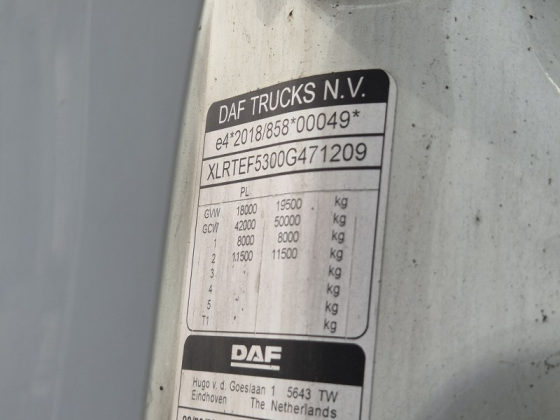 DAF TRUCKS N.V.
e4*2018/858*00049*
XLRTEF5300G471209
PL
GVW 18000 19500 kg
GCW 42000 50000 kg
1 8000 8000 kg
2 11500 11500 kg
3 - kg
4 - kg
5 - kg
T1 kg
DAF
Hugo v. d. Goeslaan 1 5643 TW
Eindhoven The Netherlands